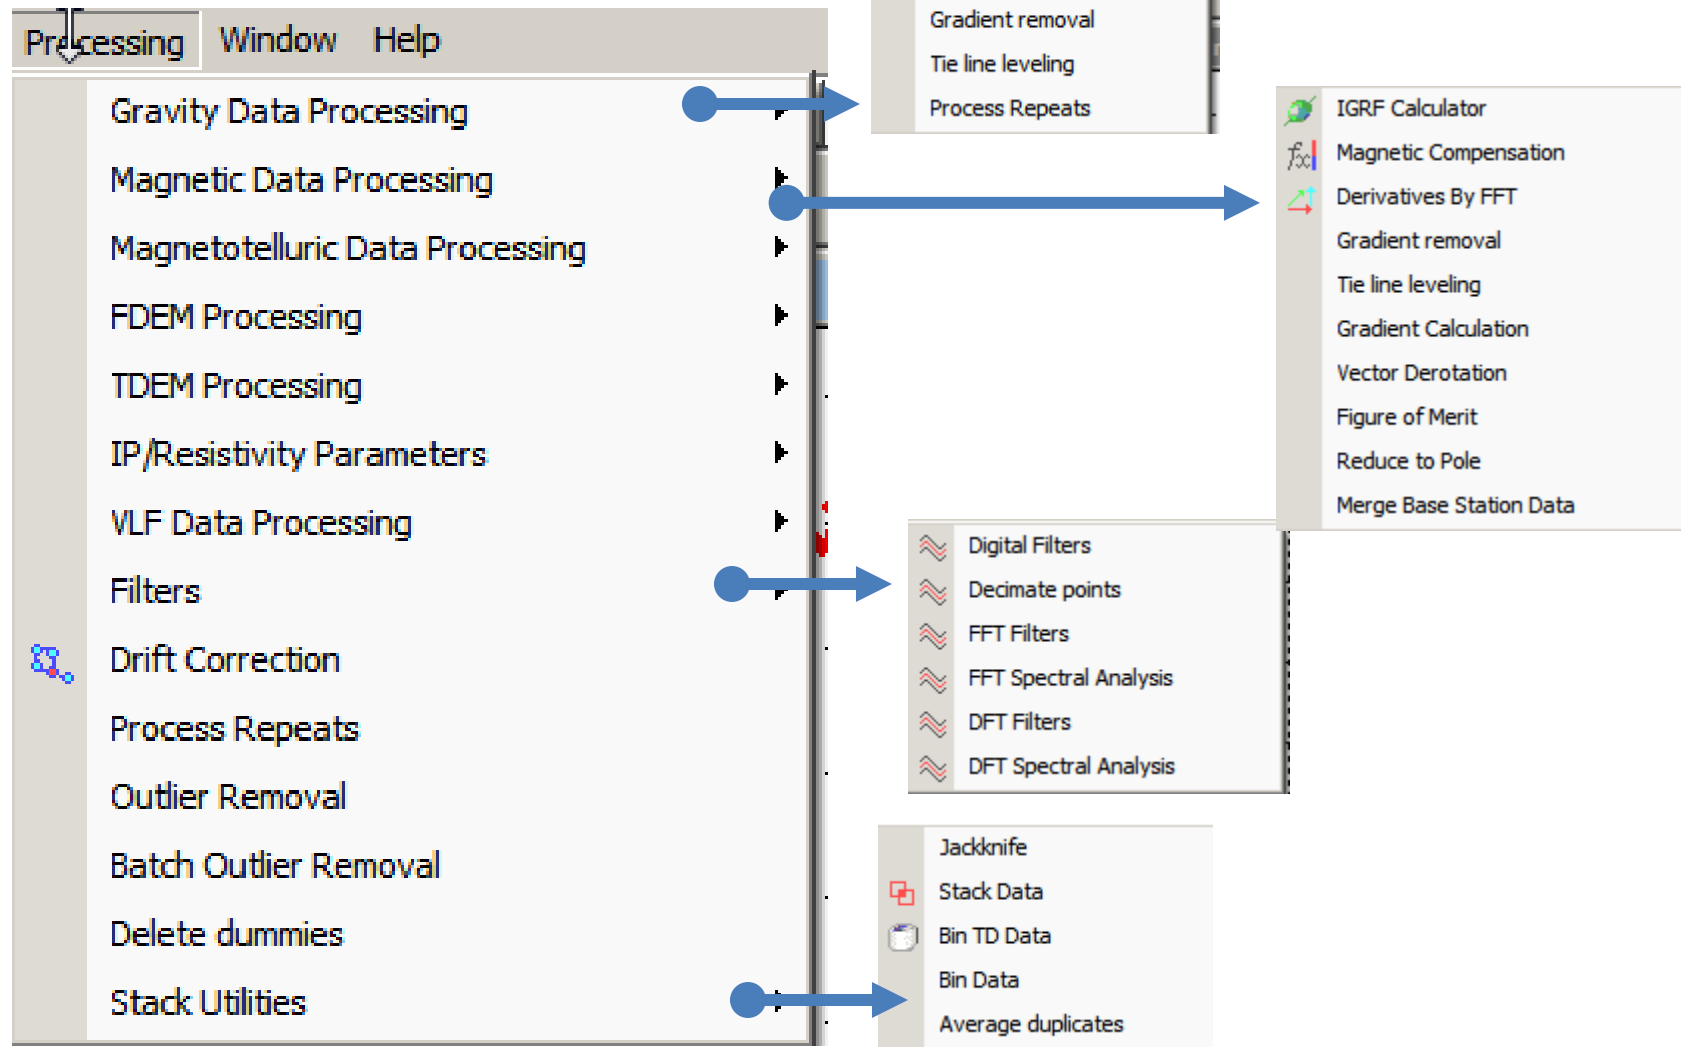 Processing Window Help
Gravity Data Processing
Magnetic Data Processing
Magnetotelluric Data Processing
FDEM Processing
TDEM Processing
IP/Resistivity Parameters
VLF Data Processing
Filters
Drift Correction
Process Repeats
Outlier Removal
Batch Outlier Removal
Delete dummies
Stack Utilities
Gradient removal
Tie line leveling
Process Repeats
IGRF Calculator
Magnetic Compensation
Derivatives By FFT
Gradient removal
Tie line leveling
Gradient Calculation
Vector Derotation
Figure of Merit
Reduce to Pole
Merge Base Station Data
Digital Filters
Decimate points
FFT Filters
FFT Spectral Analysis
DFT Filters
DFT Spectral Analysis
Jackknife
Stack Data
Bin TD Data
Bin Data
Average duplicates